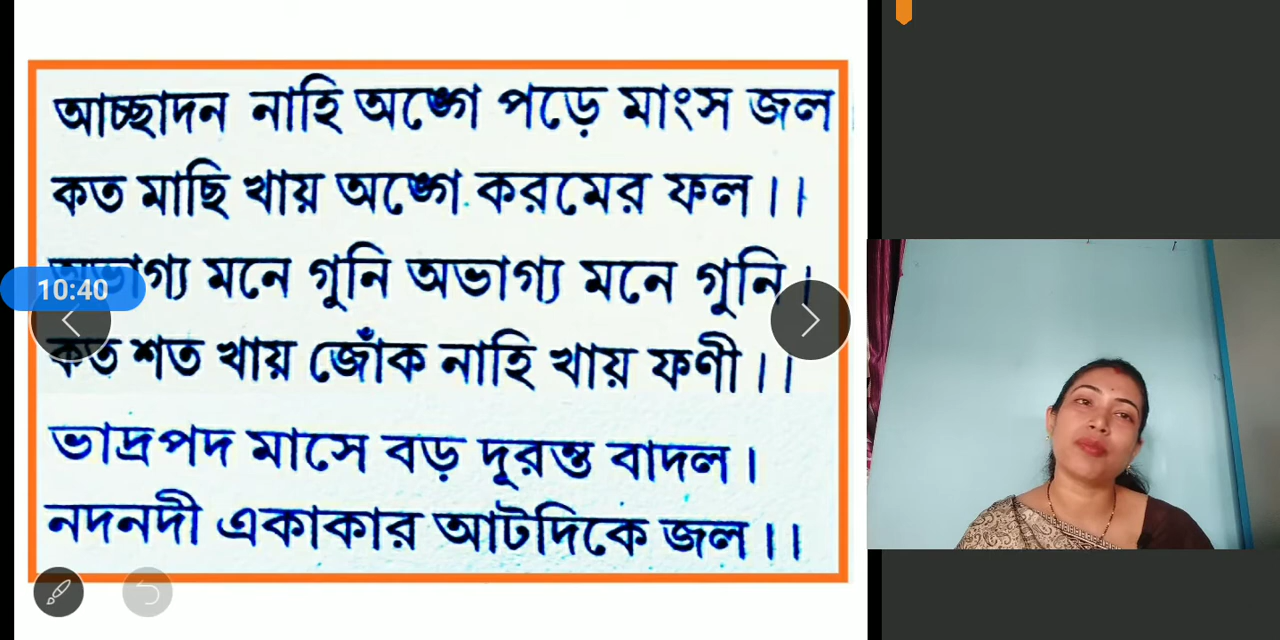 আচ্ছাদন নাহি অঙ্গে পড়ে মাংস জল
কত মাছি খায় অঙ্গে করমের ফল।।
অভাগ্য মনে গুনি অভাগ্য মনে গুনি।
10:40
কত শত খায় জোঁক নাহি খায় ফণী।।
ভাদ্রপদ মাসে বড় দুরন্ত বাদল।
নদনদী একাকার আটদিকে জল।।